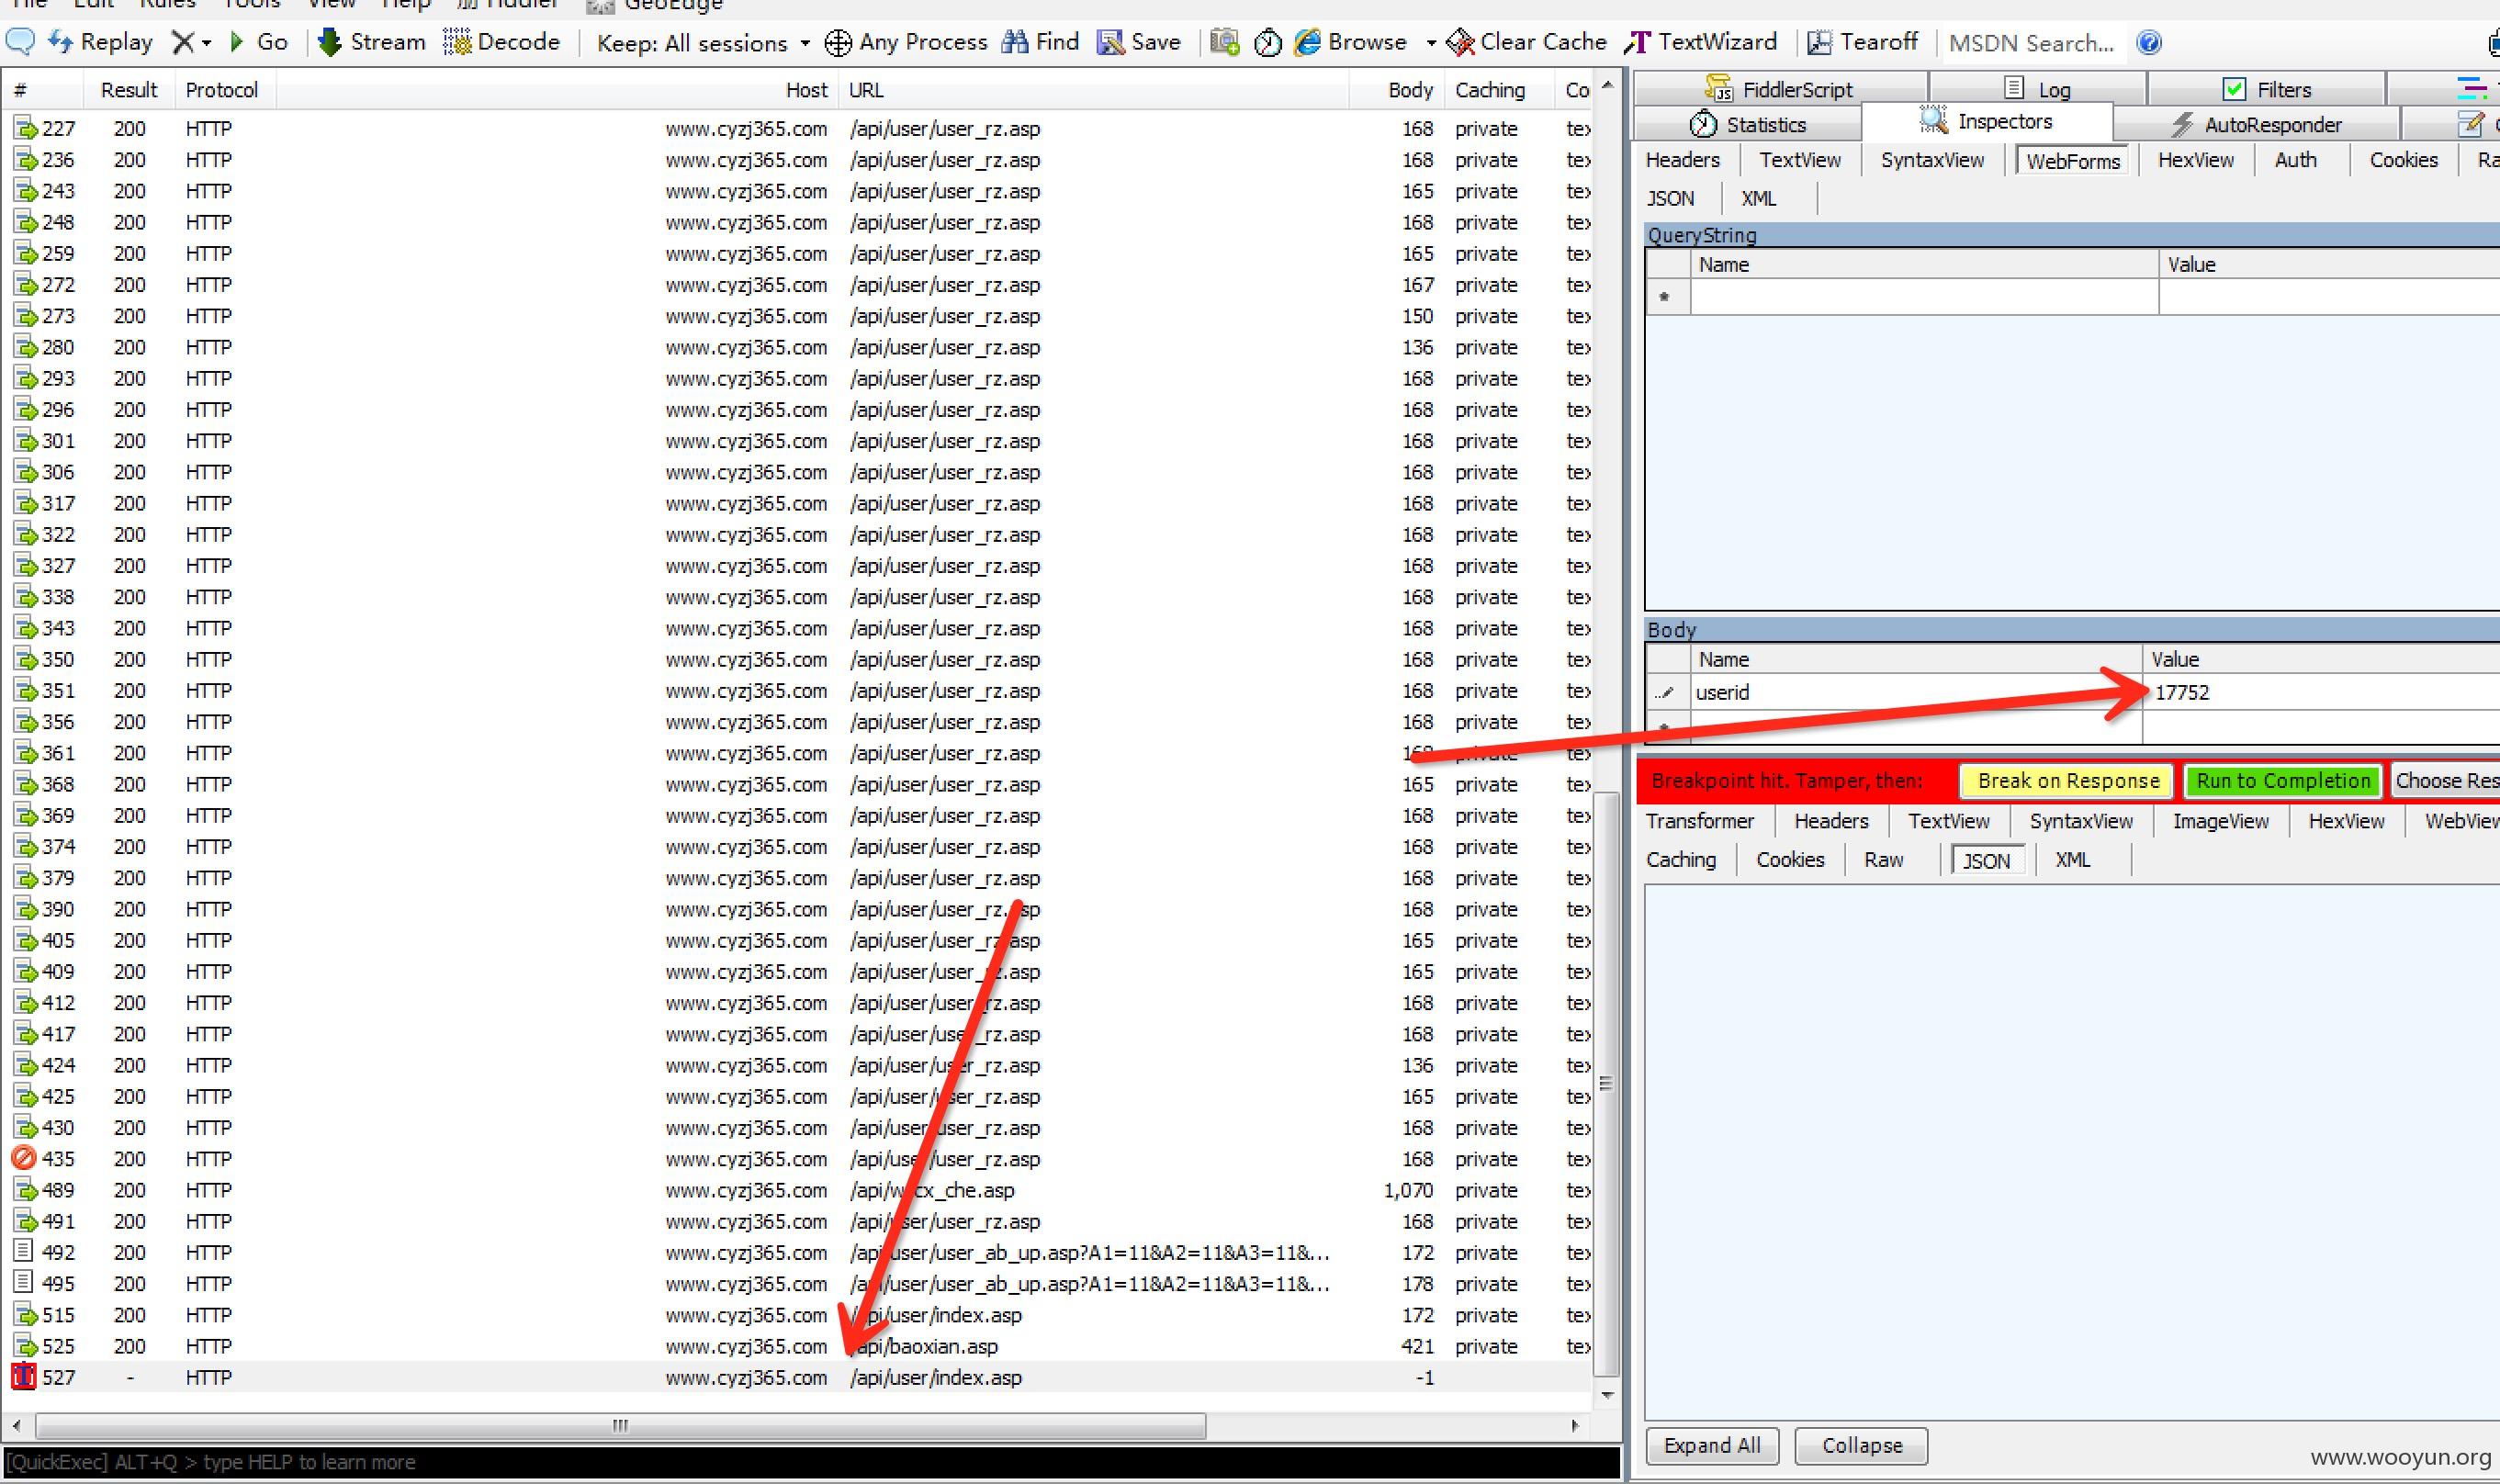 File Edit Rules Tools View Help Fiddler GeoEdge
Replay Go Stream Decode Keep: All sessions Any Process Find Save Browse Clear Cache TextWizard Tearoff MSDN Search...
# Result Protocol Host URL Body Caching Co
227 200 HTTP www.cyzj365.com /api/user/user_rz.asp 168 private tex
236 200 HTTP www.cyzj365.com /api/user/user_rz.asp 168 private tex
243 200 HTTP www.cyzj365.com /api/user/user_rz.asp 165 private tex
248 200 HTTP www.cyzj365.com /api/user/user_rz.asp 168 private tex
259 200 HTTP www.cyzj365.com /api/user/user_rz.asp 165 private tex
272 200 HTTP www.cyzj365.com /api/user/user_rz.asp 167 private tex
273 200 HTTP www.cyzj365.com /api/user/user_rz.asp 150 private tex
280 200 HTTP www.cyzj365.com /api/user/user_rz.asp 136 private tex
293 200 HTTP www.cyzj365.com /api/user/user_rz.asp 168 private tex
296 200 HTTP www.cyzj365.com /api/user/user_rz.asp 168 private tex
301 200 HTTP www.cyzj365.com /api/user/user_rz.asp 168 private tex
306 200 HTTP www.cyzj365.com /api/user/user_rz.asp 168 private tex
317 200 HTTP www.cyzj365.com /api/user/user_rz.asp 168 private tex
322 200 HTTP www.cyzj365.com /api/user/user_rz.asp 168 private tex
327 200 HTTP www.cyzj365.com /api/user/user_rz.asp 168 private tex
338 200 HTTP www.cyzj365.com /api/user/user_rz.asp 168 private tex
343 200 HTTP www.cyzj365.com /api/user/user_rz.asp 168 private tex
350 200 HTTP www.cyzj365.com /api/user/user_rz.asp 168 private tex
351 200 HTTP www.cyzj365.com /api/user/user_rz.asp 168 private tex
356 200 HTTP www.cyzj365.com /api/user/user_rz.asp 168 private tex
361 200 HTTP www.cyzj365.com /api/user/user_rz.asp 168 private tex
368 200 HTTP www.cyzj365.com /api/user/user_rz.asp 165 private tex
369 200 HTTP www.cyzj365.com /api/user/user_rz.asp 168 private tex
374 200 HTTP www.cyzj365.com /api/user/user_rz.asp 168 private tex
379 200 HTTP www.cyzj365.com /api/user/user_rz.asp 168 private tex
390 200 HTTP www.cyzj365.com /api/user/user_rz.asp 168 private tex
405 200 HTTP www.cyzj365.com /api/user/user_rz.asp 165 private tex
409 200 HTTP www.cyzj365.com /api/user/user_rz.asp 165 private tex
412 200 HTTP www.cyzj365.com /api/user/user_rz.asp 168 private tex
417 200 HTTP www.cyzj365.com /api/user/user_rz.asp 168 private tex
424 200 HTTP www.cyzj365.com /api/user/user_rz.asp 136 private tex
425 200 HTTP www.cyzj365.com /api/user/user_rz.asp 165 private tex
430 200 HTTP www.cyzj365.com /api/user/user_rz.asp 168 private tex
435 200 HTTP www.cyzj365.com /api/user/user_rz.asp 168 private tex
489 200 HTTP www.cyzj365.com 1,070 private tex
491 200 HTTP www.cyzj365.com /api/user/user_rz.asp 168 private tex
492 200 HTTP www.cyzj365.com /api/user/user_ab_up.asp?A1=11&A2=11&A3=11&... 172 private tex
495 200 HTTP www.cyzj365.com /api/user/user_ab_up.asp?A1=11&A2=11&A3=11&... 178 private tex
515 200 HTTP www.cyzj365.com /api/user/index.asp 172 private tex
525 200 HTTP www.cyzj365.com /api/baoxian.asp 421 private tex
527 - HTTP www.cyzj365.com /api/user/index.asp -1
[QuickExec] ALT+Q > type HELP to learn more
FiddlerScript Log Filters
Statistics Inspectors AutoResponder
Headers TextView SyntaxView WebForms HexView Auth Cookies Ra
JSON XML
QueryString
Name Value
Body
Name Value
userid 17752
Breakpoint hit. Tamper, then: Break on Response Run to Completion Choose Res
Transformer Headers TextView SyntaxView ImageView HexView WebView
Caching Cookies Raw JSON XML
Expand All Collapse
www.wooyun.org